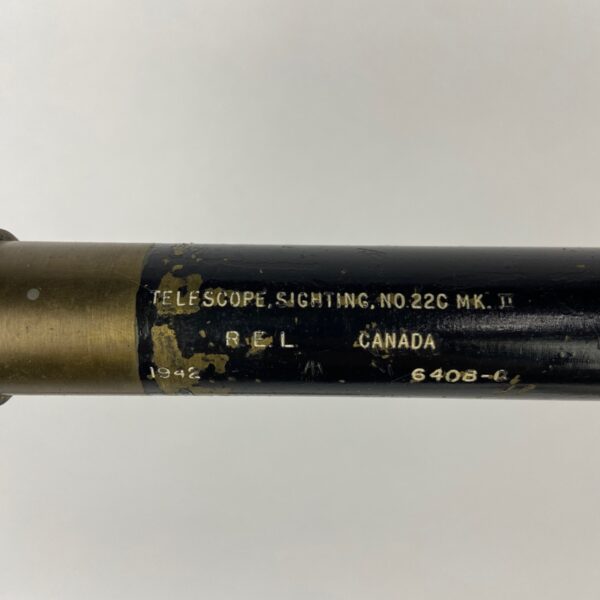 TELESCOPE, SIGHTING, NO. 22C MK. II
R E L CANADA
1942 6408-C